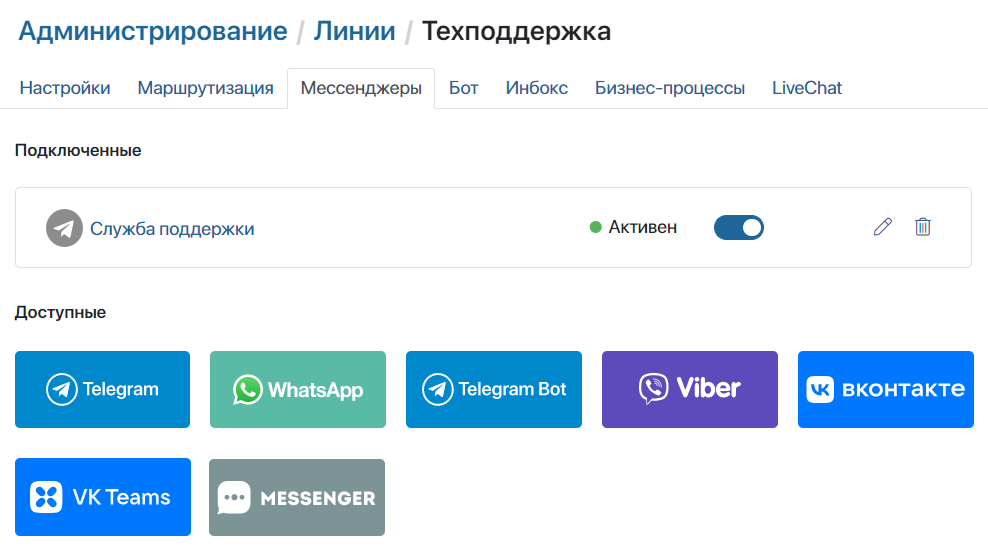 Администрирование / Линии / Техподдержка
Настройки Маршрутизация Мессенджеры Бот Инбокс Бизнес-процессы LiveChat
Подключенные
Служба поддержки Активен
Доступные
Telegram WhatsApp Telegram Bot Viber вконтакте
VK Teams MESSENGER